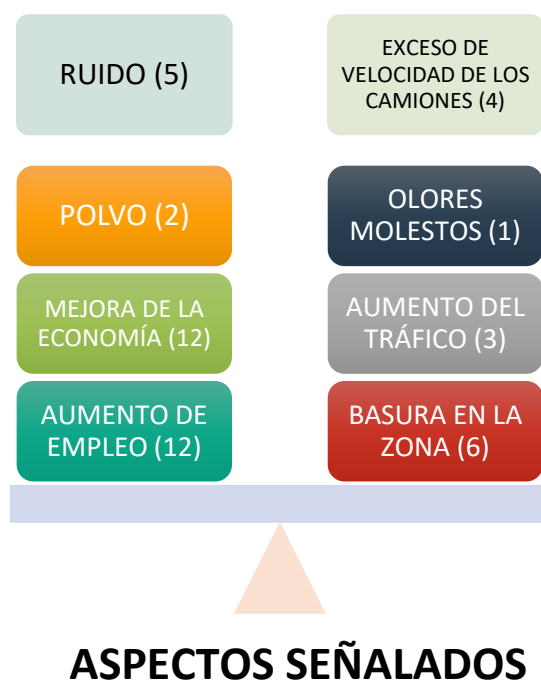 RUIDO (5)
EXCESO DE
VELOCIDAD DE LOS
CAMIONES (4)
POLVO (2)
OLORES
MOLESTOS (1)
MEJORA DE LA
ECONOMÍA (12)
AUMENTO DEL
TRÁFICO (3)
AUMENTO DE
EMPLEO (12)
BASURA EN LA
ZONA (6)
ASPECTOS SEÑALADOS